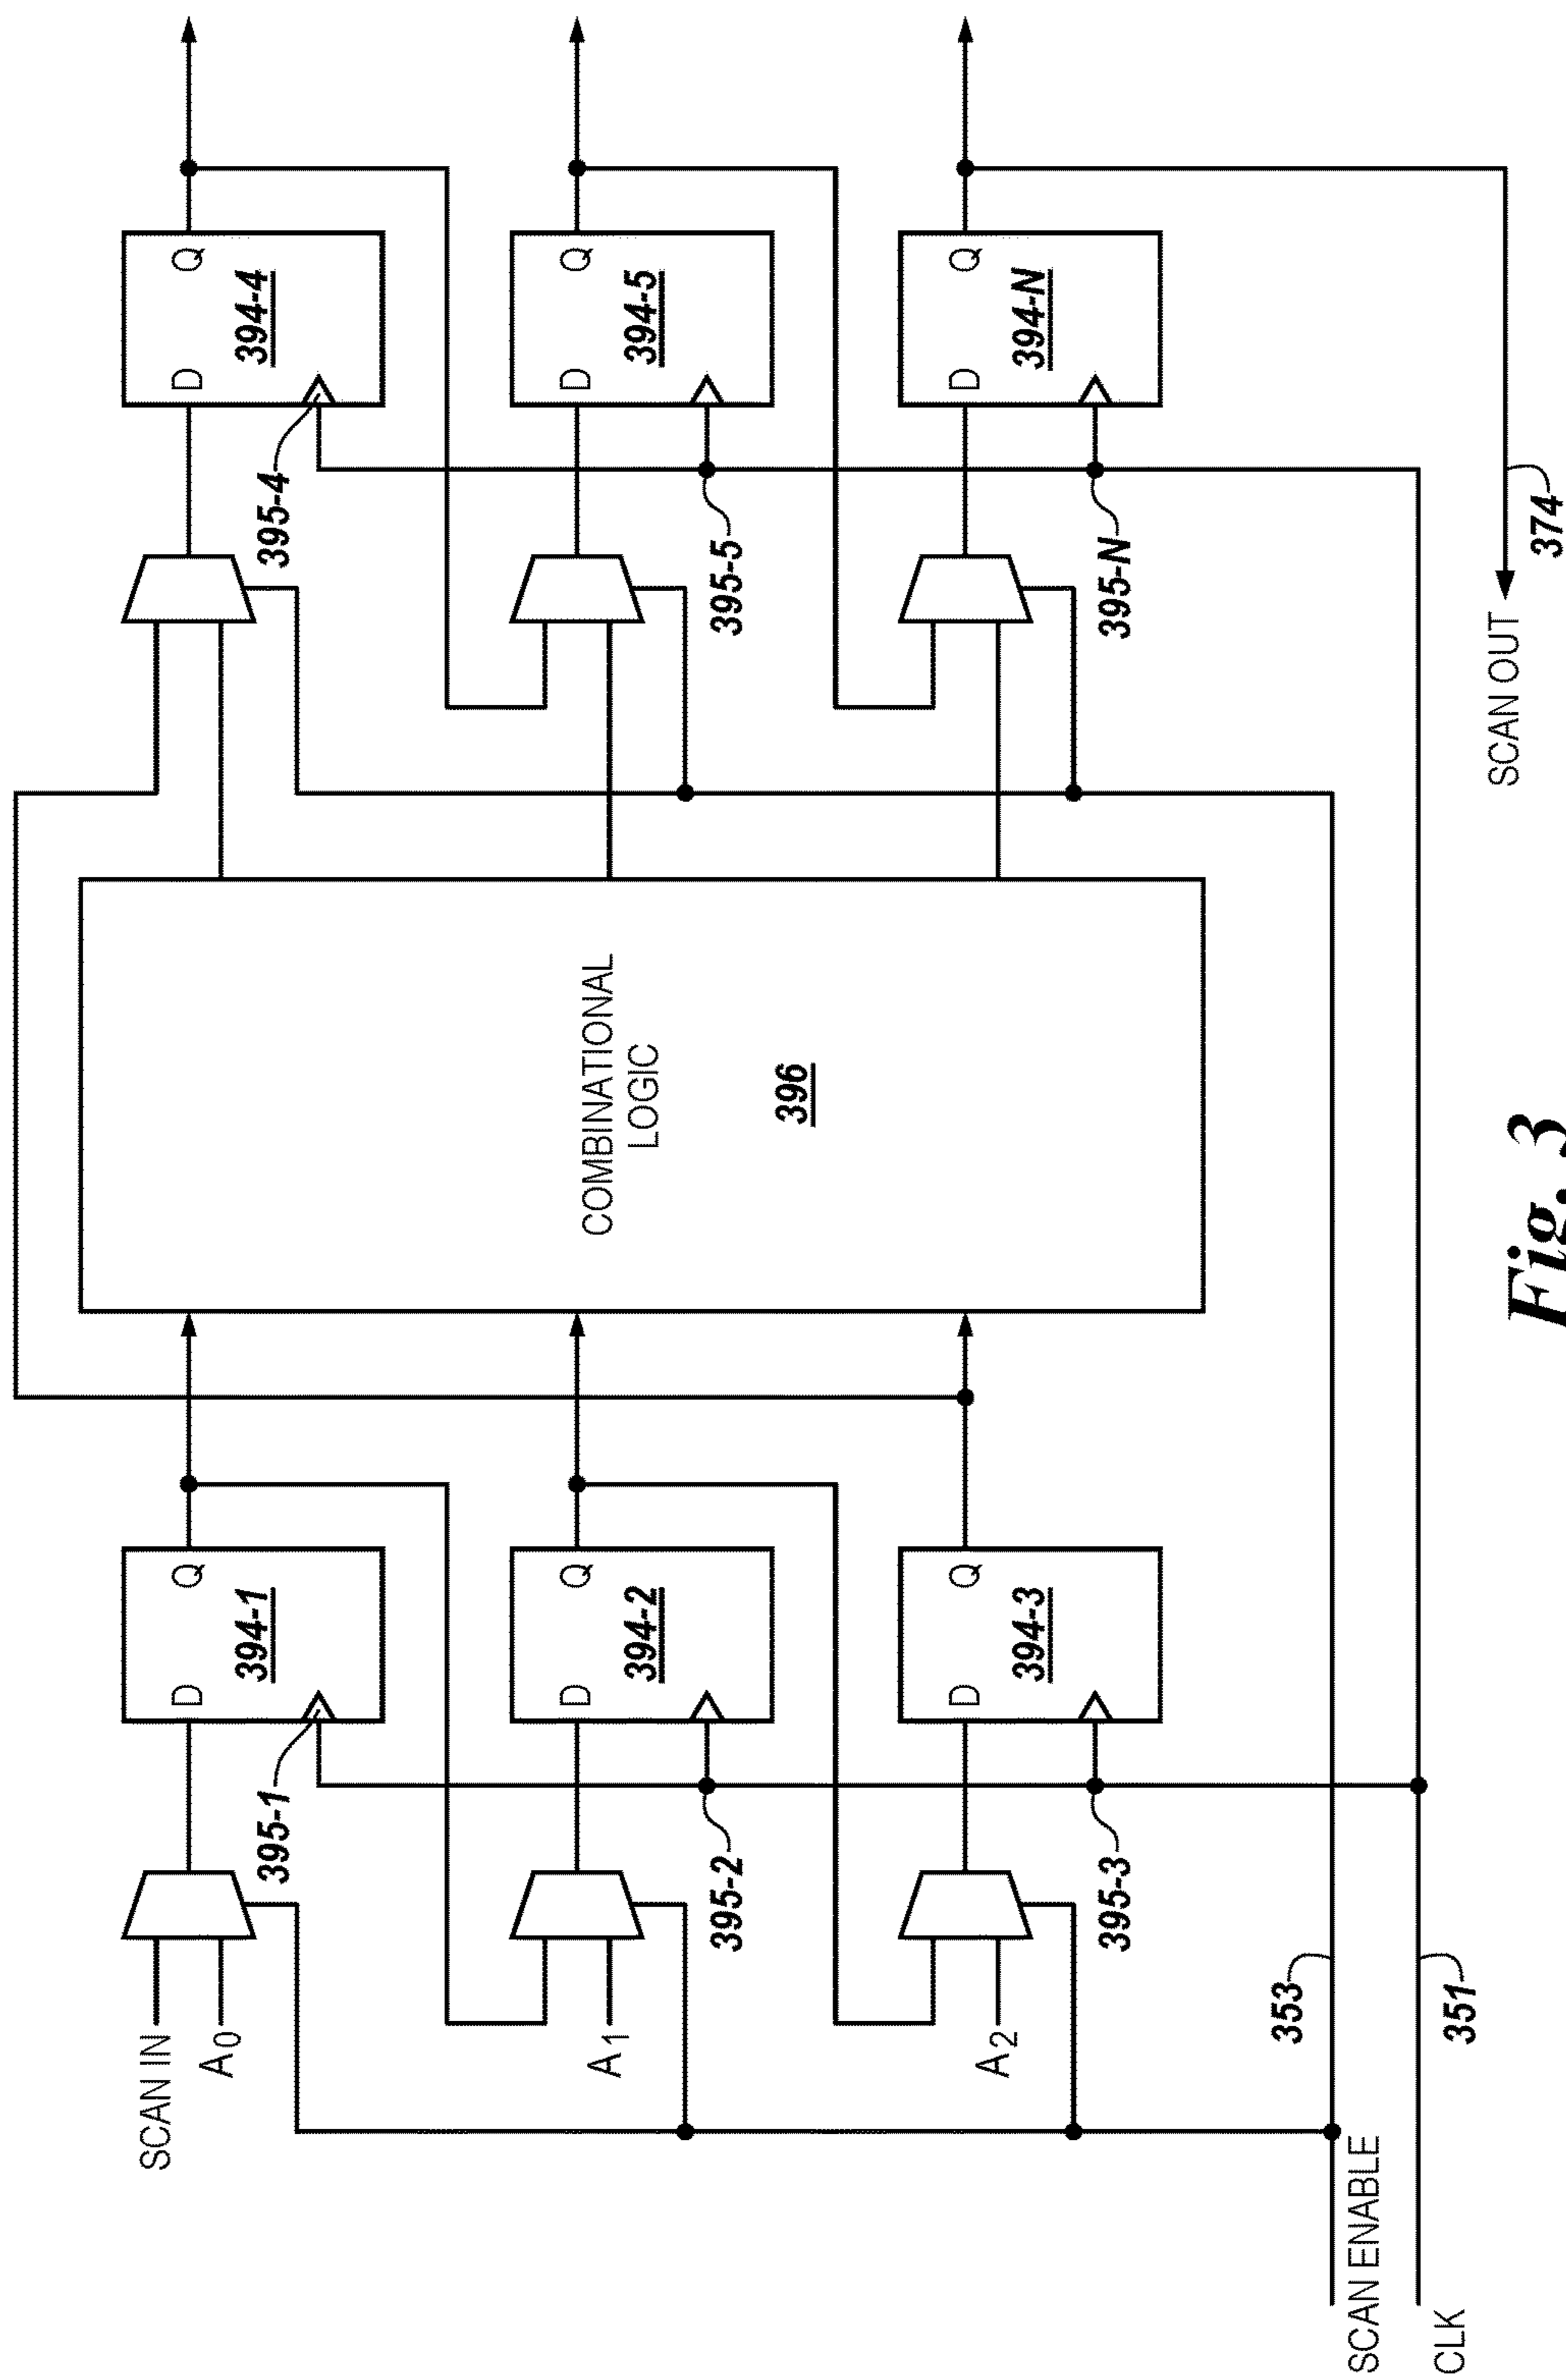 SCAN IN
A0
395-1
D
Q
394-1
A1
395-2
D
Q
394-2
A2
395-3
D
Q
394-3
COMBINATIONAL
LOGIC
396
395-4
D
Q
394-4
395-5
D
Q
394-5
395-N
D
Q
394-N
353
SCAN ENABLE
351
CLK
SCAN OUT
374
Fig. 3